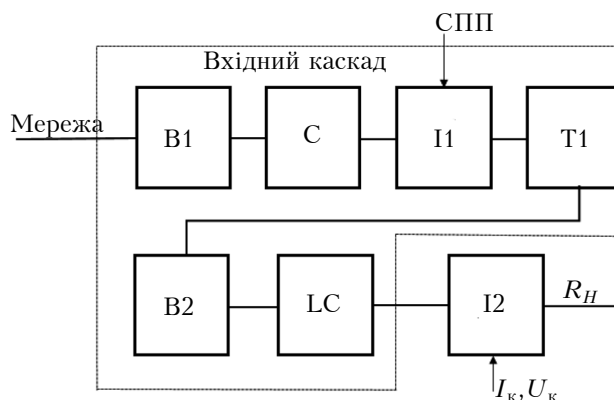 СПП
Вхідний каскад
Мережа
В1
С
І1
Т1
В2
LC
І2
R_H
I_к, U_к